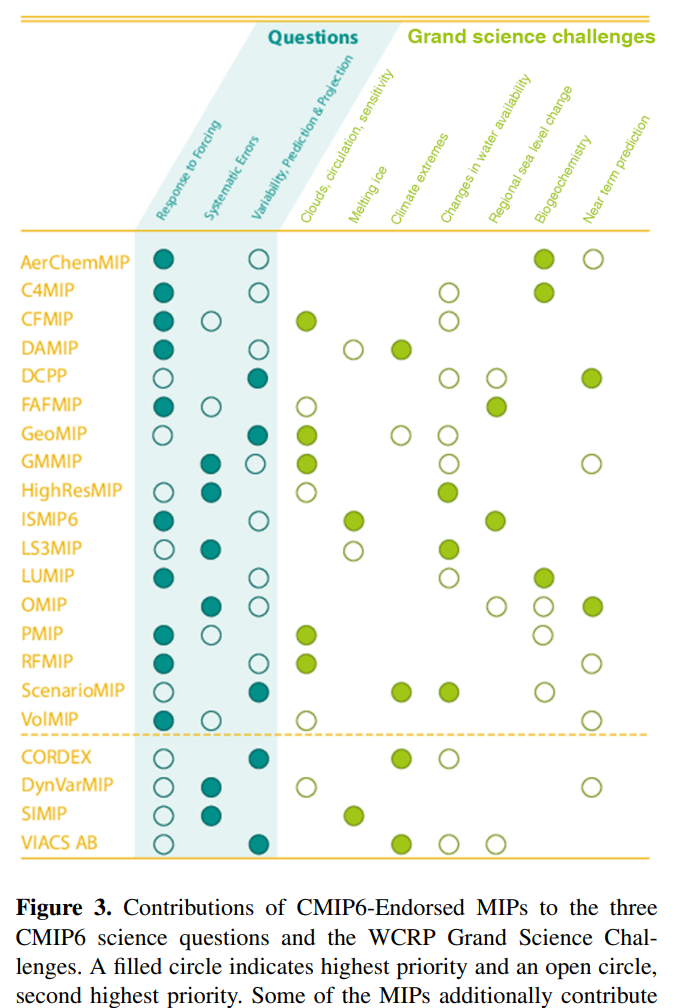 Questions
Grand science challenges
Response to Forcing
Systematic Errors
Variability, Prediction & Projection
Clouds, circulation, sensitivity
Melting ice
Climate extremes
Changes in water availability
Regional sea level change
Biogeochemistry
Near term prediction
AerChemMIP
C4MIP
CFMIP
DAMIP
DCPP
FAFMIP
GeoMIP
GMMIP
HighResMIP
ISMIP6
LS3MIP
LUMIP
OMIP
PMIP
RFMIP
ScenarioMIP
VolMIP
CORDEX
DynVarMIP
SIMIP
VIACS AB
Figure 3. Contributions of CMIP6-Endorsed MIPs to the three
CMIP6 science questions and the WCRP Grand Science Chal-
lenges. A filled circle indicates highest priority and an open circle,
second highest priority. Some of the MIPs additionally contribute